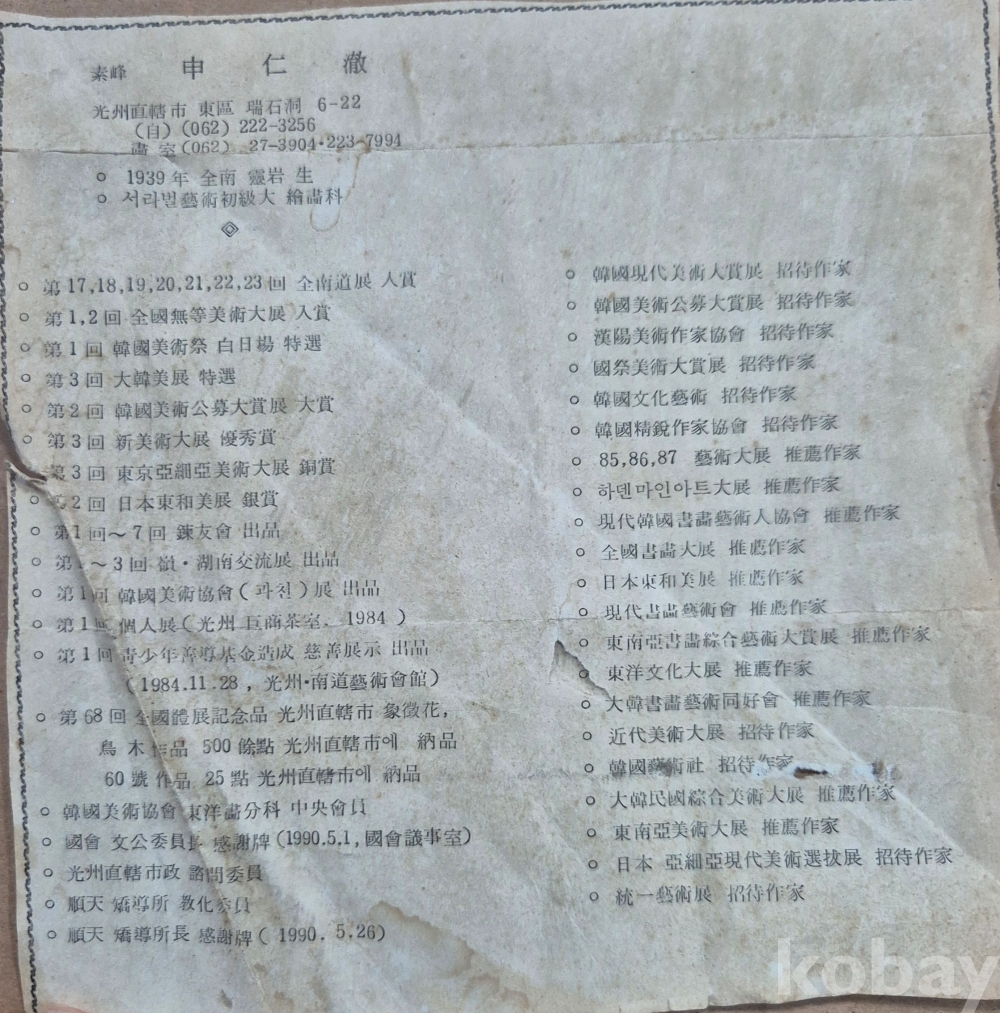 素峰 申仁澈
光州直轄市 東區 瑞石洞 6-22
(自) (062) 222-3256
畵室 (062) 27-3904·223-7994
○ 1939年 全南 靈岩 生
○ 서라벌藝術初級大 繪畵科
○ 第17,18,19,20,21,22,23回 全南道展 入賞
○ 第1,2回 全國無等美術大展 入賞
○ 第1回 韓國美術祭 白日場 特選
○ 第3回 大韓美展 特選
○ 第2回 韓國美術公募大賞展 大賞
○ 第3回 新美術大展 優秀賞
○ 第3回 東京亞細亞美術大展 銅賞
○ 第2回 日本東和美展 銀賞
○ 第1回~7回 鍊友會 出品
○ 第 ~3回 嶺·湖南交流展 出品
○ 第1回 韓國美術協會(과천)展 出品
○ 第1回 個人展(光州 巨商茶室, 1984)
○ 第1回 靑少年善導基金造成 慈善展示 出品
(1984.11.28, 光州·南道藝術會館)
○ 第68回 全國體展記念品 光州直轄市 象徵花,
鳥 木 作品 500餘點 光州直轄市에 納品
60號 作品 25點 光州直轄市에 納品
○ 韓國美術協會 東洋畵分科 中央會員
○ 國會 文公委員長 感謝牌(1990.5.1, 國會議事室)
○ 光州直轄市政 諮問委員
○ 順天 矯導所 敎化委員
○ 順天 矯導所長 感謝牌(1990. 5.26)
○ 韓國現代美術大賞展 招待作家
○ 韓國美術公募大賞展 招待作家
○ 漢陽美術作家協會 招待作家
○ 國祭美術大賞展 招待作家
○ 韓國文化藝術 招待作家
○ 韓國精銳作家協會 招待作家
○ 85,86,87 藝術大展 推薦作家
○ 하덴마인아트大展 推薦作家
○ 現代韓國書畵藝術人協會 推薦作家
○ 全國書畵大展 推薦作家
○ 日本東和美展 推薦作家
○ 現代書畵藝術會 推薦作家
○ 東南亞書畵綜合藝術大賞展 推薦作家
○ 東洋文化大展 推薦作家
○ 大韓書畵藝術同好會 推薦作家
○ 近代美術大展 招待作家
○ 韓國藝術社 招待作家
○ 大韓民國綜合美術大展 推薦作家
○ 東南亞美術大展 推薦作家
○ 日本 亞細亞現代美術選拔展 招待作家
○ 統一藝術展 招待作家
kobay